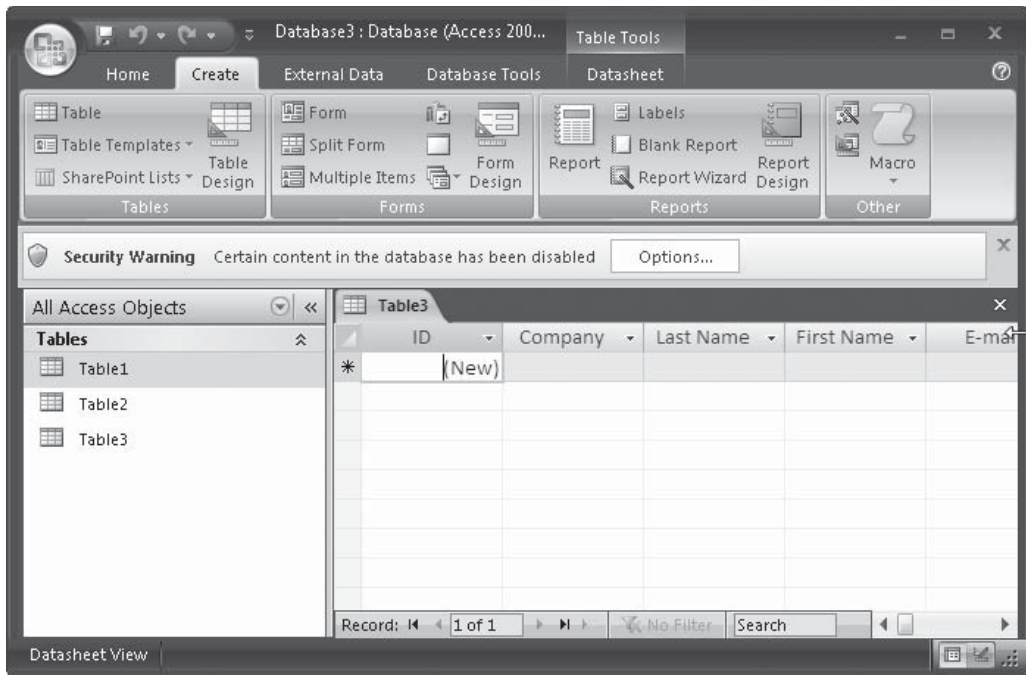 Database3 : Database (Access 200...
Table Tools
Home Create External Data Database Tools Datasheet
Table
Table Templates
SharePoint Lists
Table Design
Tables
Form
Split Form
Multiple Items
Form Design
Forms
Report
Labels
Blank Report
Report Wizard
Report Design
Reports
Macro
Other
Security Warning Certain content in the database has been disabled Options...
All Access Objects
Tables
Table1
Table2
Table3
Table3
ID Company Last Name First Name
(New)
Record: 1 of 1 No Filter Search
Datasheet View